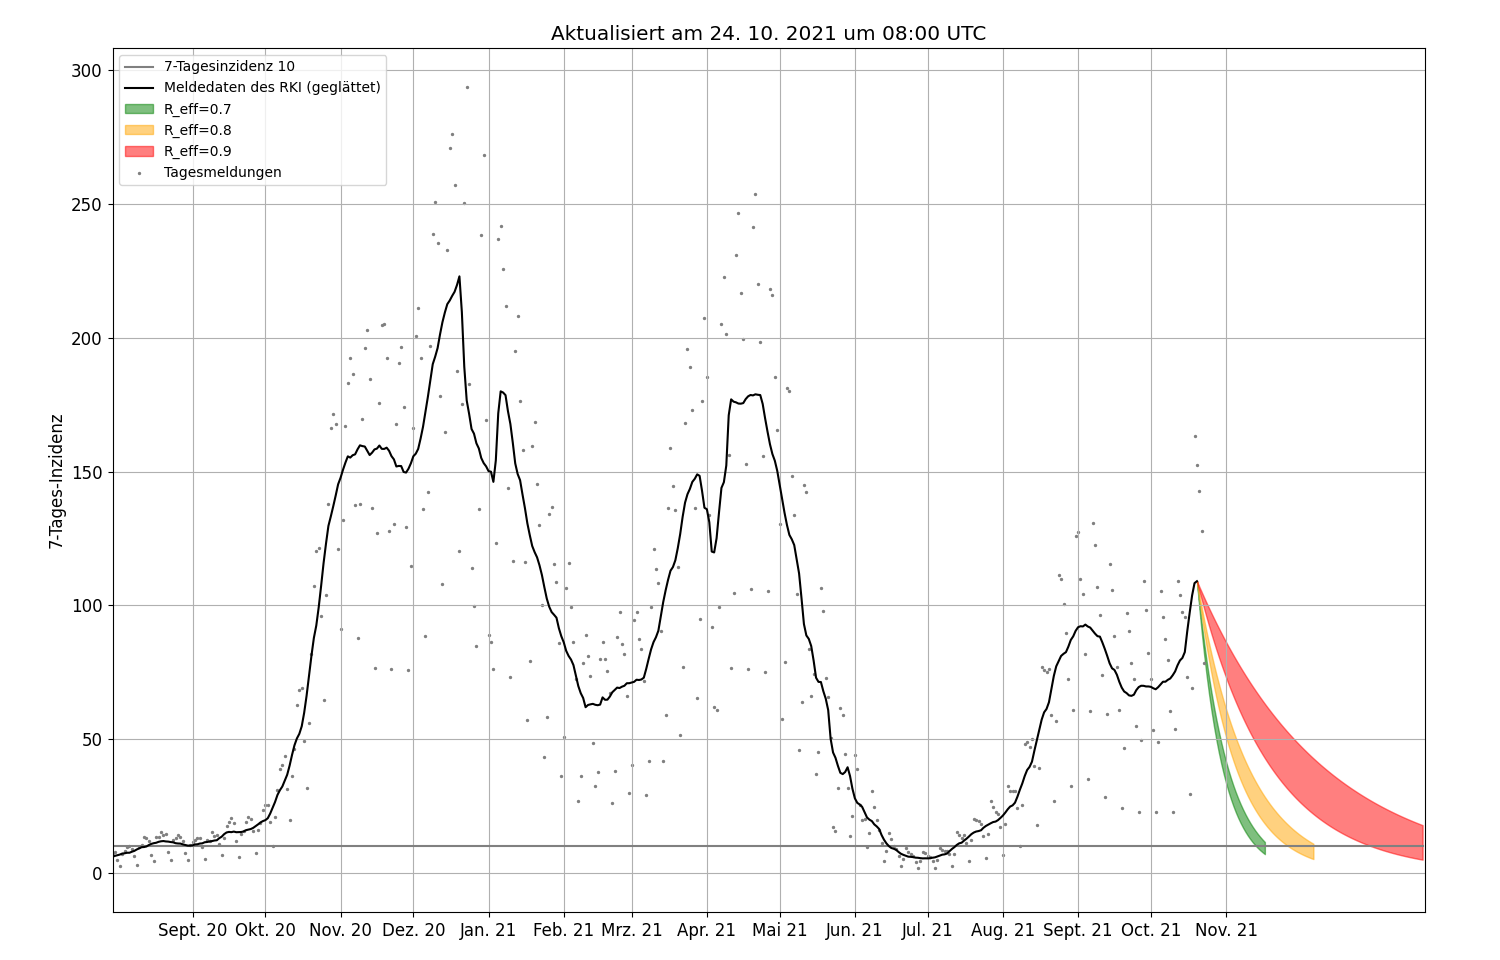 Aktualisiert am 24. 10. 2021 um 08:00 UTC
7-Tagesinzidenz 10
Meldedaten des RKI (geglättet)
R_eff=0.7
R_eff=0.8
R_eff=0.9
Tagesmeldungen
7-Tages-Inzidenz
300
250
200
150
100
50
0
Sept. 20 Okt. 20 Nov. 20 Dez. 20 Jan. 21 Feb. 21 Mrz. 21 Apr. 21 Mai 21 Jun. 21 Jul. 21 Aug. 21 Sept. 21 Oct. 21 Nov. 21